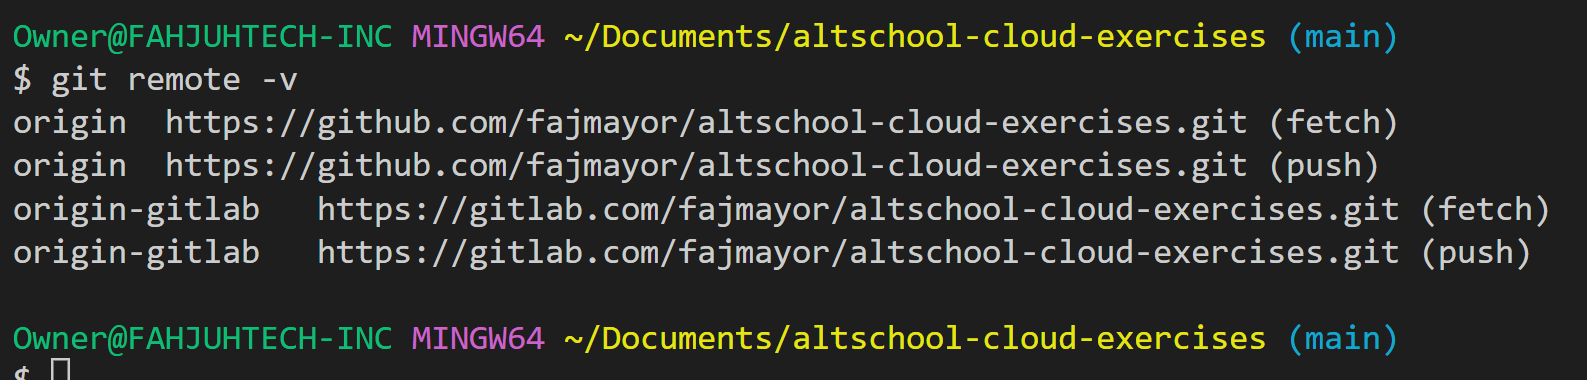 Owner@FAHJUHTECH-INC MINGW64 ~/Documents/altschool-cloud-exercises (main)
$ git remote -v
origin  https://github.com/fajmayor/altschool-cloud-exercises.git (fetch)
origin  https://github.com/fajmayor/altschool-cloud-exercises.git (push)
origin-gitlab   https://gitlab.com/fajmayor/altschool-cloud-exercises.git (fetch)
origin-gitlab   https://gitlab.com/fajmayor/altschool-cloud-exercises.git (push)
Owner@FAHJUHTECH-INC MINGW64 ~/Documents/altschool-cloud-exercises (main)
$